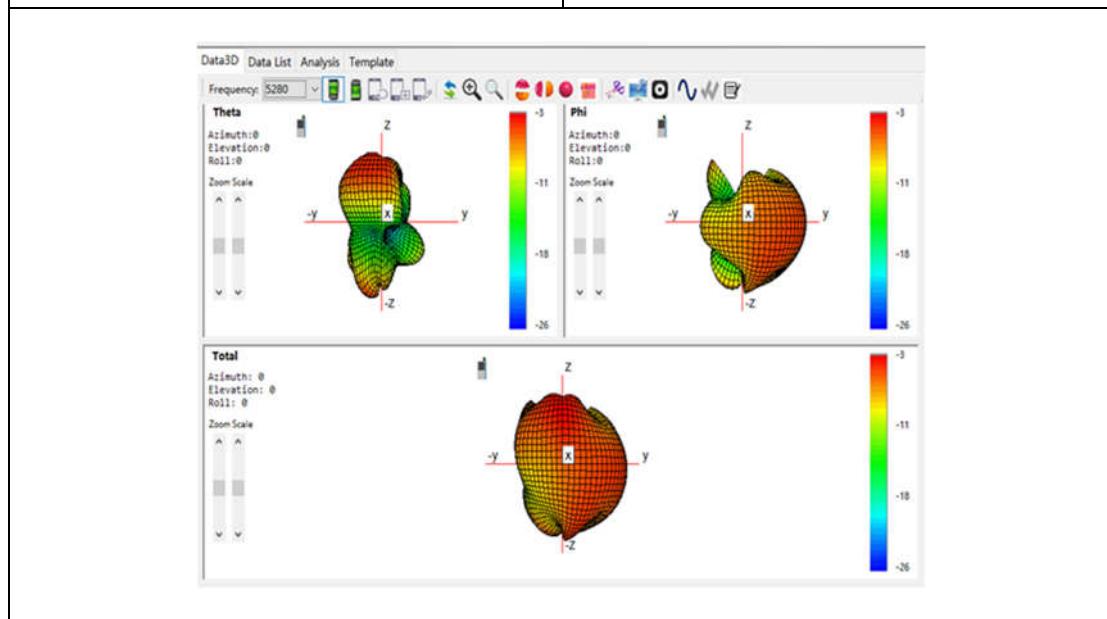 Data3D Data List Analysis Template
Frequency: 5280
Theta
Azimuth:0
Elevation:0
Roll:0
Zoom Scale
z
-y
x
y
-z
-3
-11
-18
-26
Phi
Azimuth:0
Elevation:0
Roll:0
Zoom Scale
z
-y
x
y
-z
-3
-11
-18
-26
Total
Azimuth: 0
Elevation: 0
Roll: 0
Zoom Scale
z
-y
x
y
-z
-3
-11
-18
-26